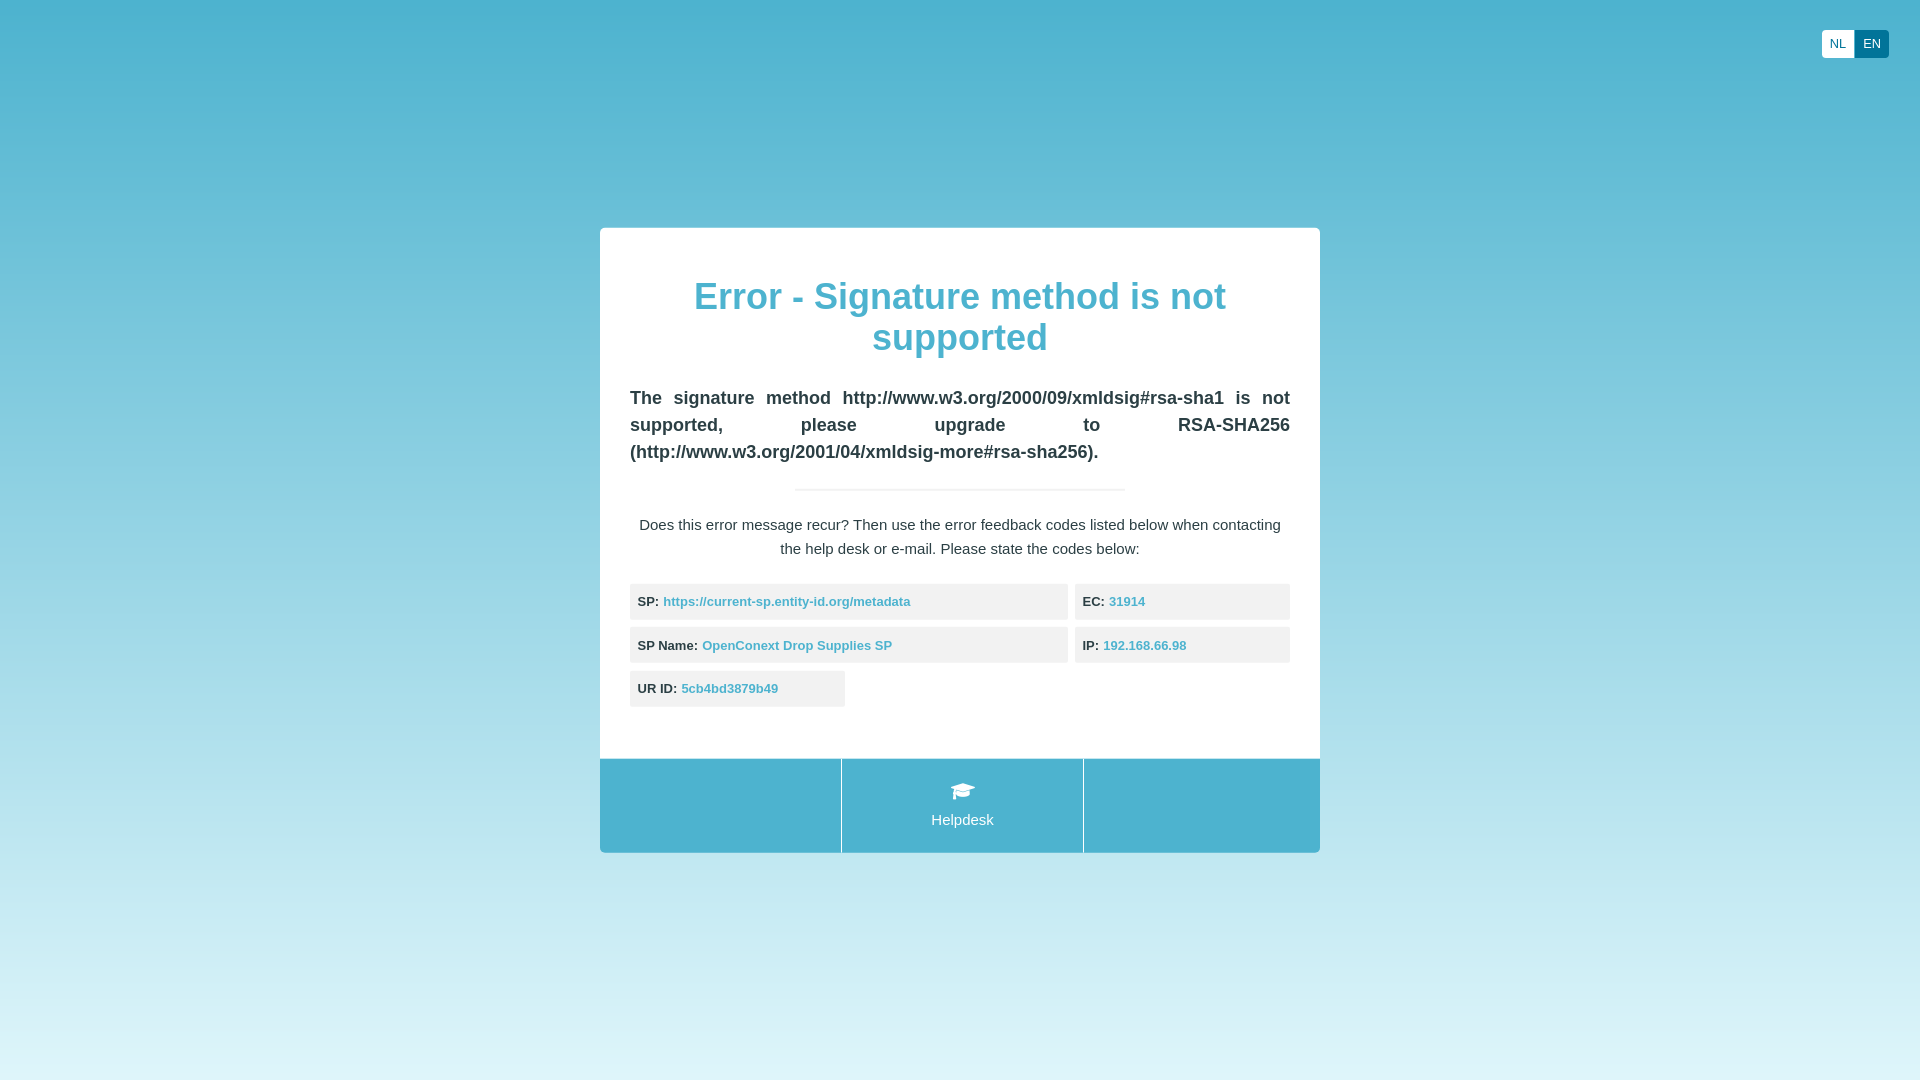 NL EN
Error - Signature method is not
supported
The signature method http://www.w3.org/2000/09/xmldsig#rsa-sha1 is not
supported, please upgrade to RSA-SHA256
(http://www.w3.org/2001/04/xmldsig-more#rsa-sha256).
Does this error message recur? Then use the error feedback codes listed below when contacting
the help desk or e-mail. Please state the codes below:
SP: https://current-sp.entity-id.org/metadata EC: 31914
SP Name: OpenConext Drop Supplies SP IP: 192.168.66.98
UR ID: 5cb4bd3879b49
Helpdesk